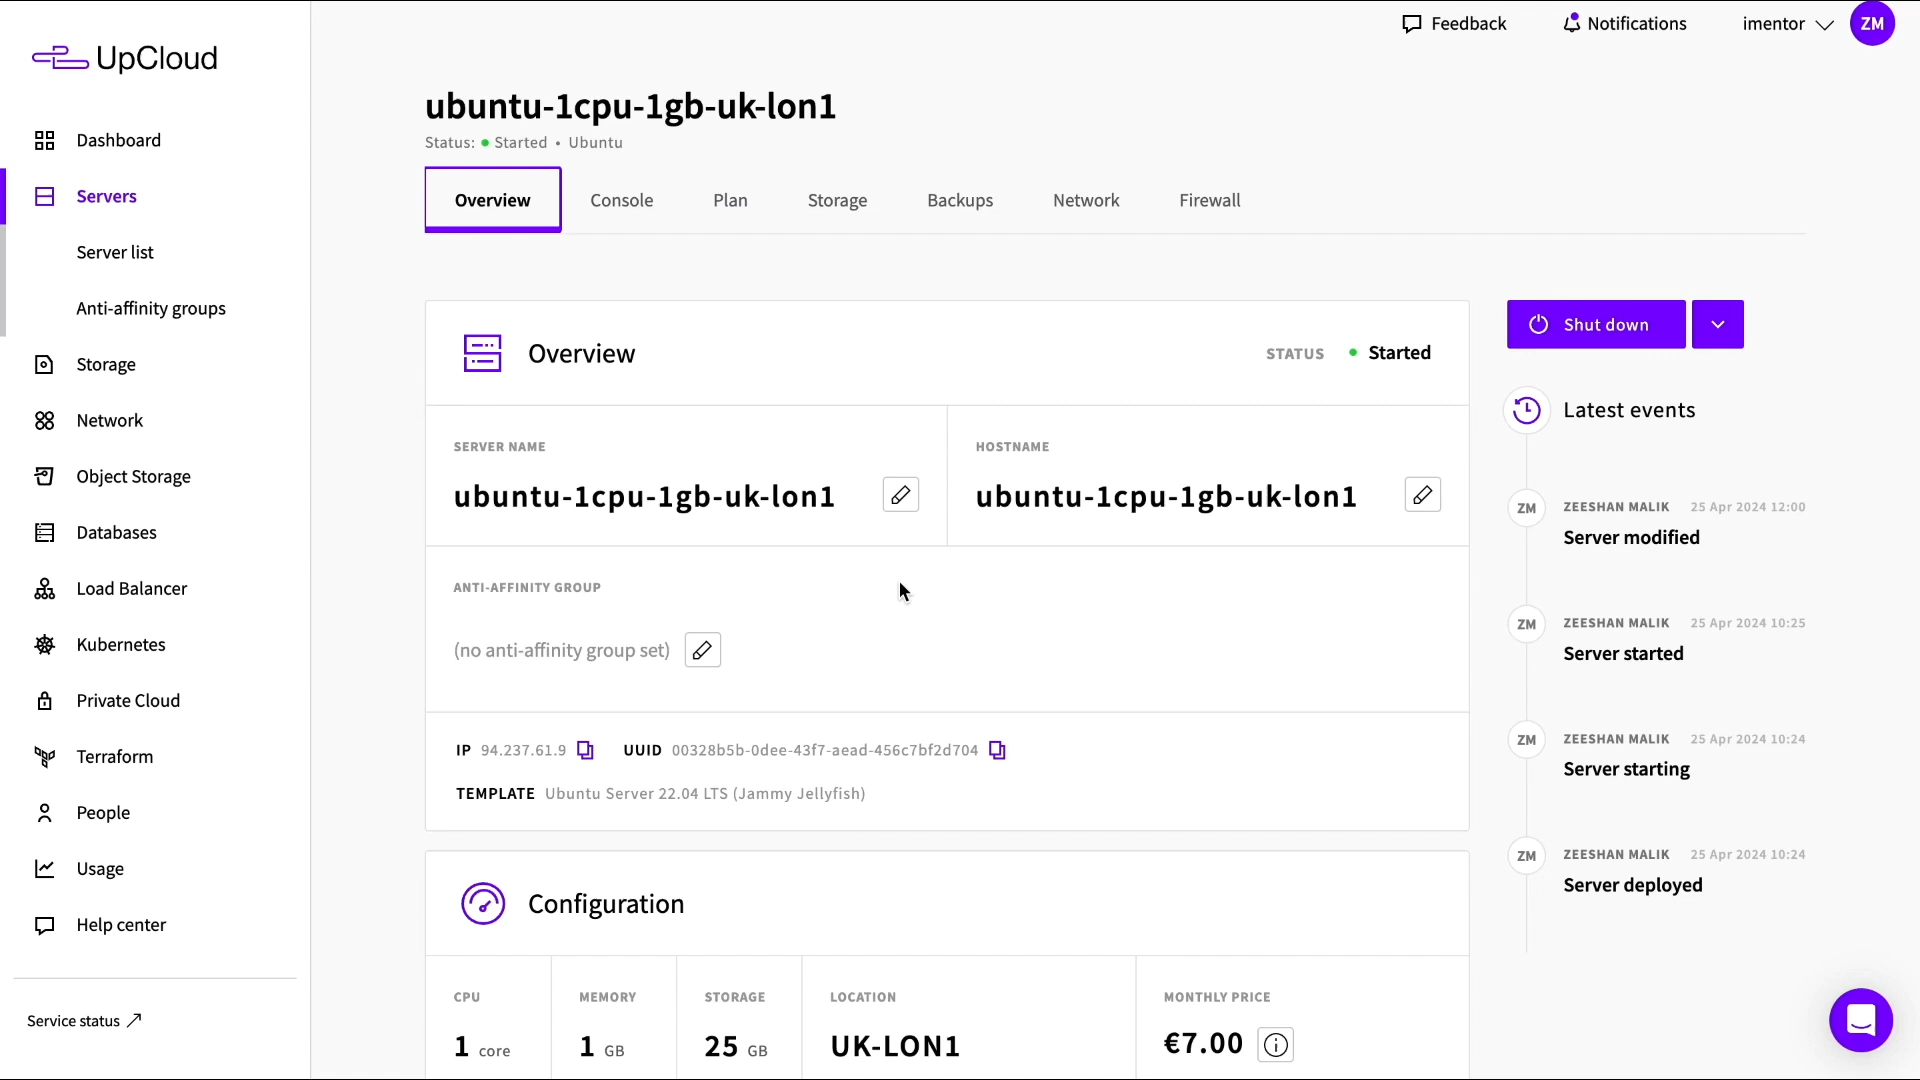 UpCloud
Feedback
Notifications
imentor
ZM
Dashboard
Servers
Server list
Anti-affinity groups
Storage
Network
Object Storage
Databases
Load Balancer
Kubernetes
Private Cloud
Terraform
People
Usage
Help center
Service status
ubuntu-1cpu-1gb-uk-lon1
Status: Started • Ubuntu
Overview Console Plan Storage Backups Network Firewall
Overview
STATUS Started
SERVER NAME
ubuntu-1cpu-1gb-uk-lon1
HOSTNAME
ubuntu-1cpu-1gb-uk-lon1
ANTI-AFFINITY GROUP
(no anti-affinity group set)
IP 94.237.61.9 UUID 00328b5b-0dee-43f7-aead-456c7bf2d704
TEMPLATE Ubuntu Server 22.04 LTS (Jammy Jellyfish)
Configuration
CPU
1 core
MEMORY
1 GB
STORAGE
25 GB
LOCATION
UK-LON1
MONTHLY PRICE
€7.00
Shut down
Latest events
ZM ZEESHAN MALIK 25 Apr 2024 12:00
Server modified
ZM ZEESHAN MALIK 25 Apr 2024 10:25
Server started
ZM ZEESHAN MALIK 25 Apr 2024 10:24
Server starting
ZM ZEESHAN MALIK 25 Apr 2024 10:24
Server deployed